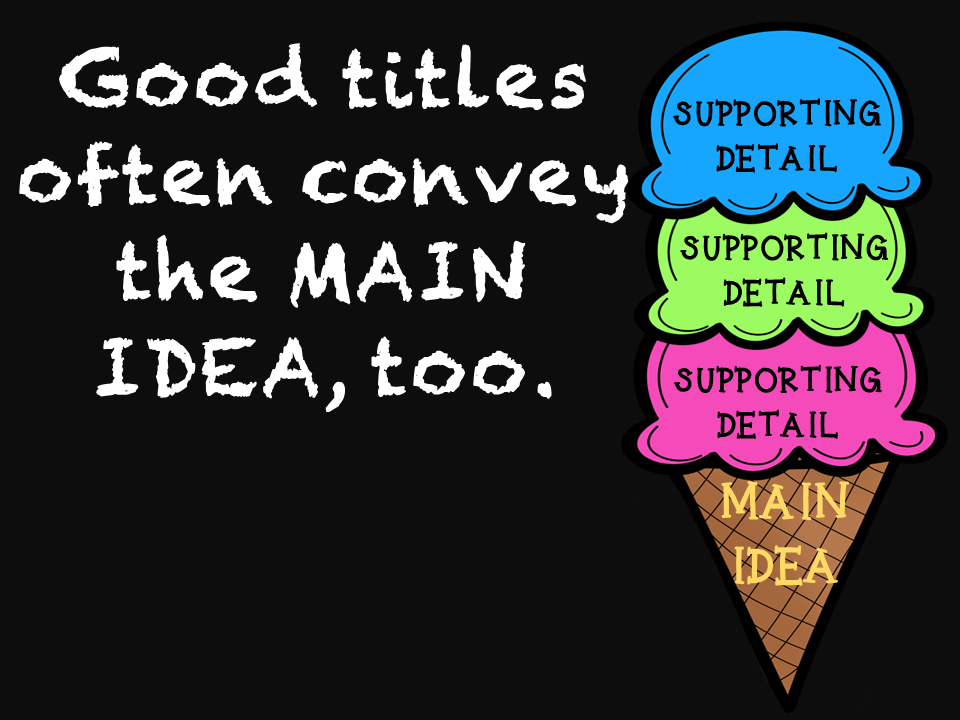 Good titles
often convey
the MAIN
IDEA, too.
SUPPORTING
DETAIL
SUPPORTING
DETAIL
SUPPORTING
DETAIL
MAIN
IDEA